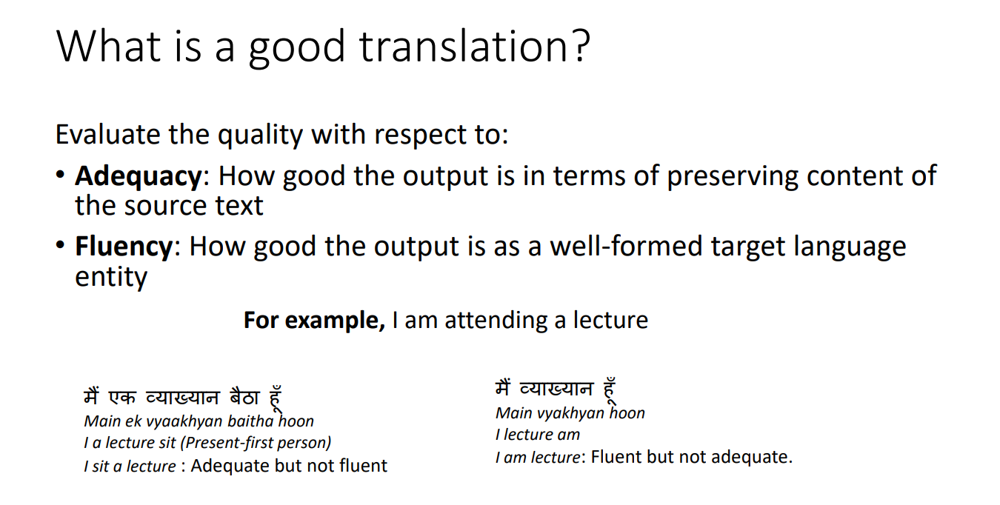 What is a good translation?
Evaluate the quality with respect to:
• Adequacy: How good the output is in terms of preserving content of
the source text
• Fluency: How good the output is as a well-formed target language
entity
For example, I am attending a lecture
मैं एक व्याख्यान बैठा हूँ
Main ek vyaakhyan baitha hoon
I a lecture sit (Present-first person)
I sit a lecture : Adequate but not fluent
मैं व्याख्यान हूँ
Main vyakhyan hoon
I lecture am
I am lecture: Fluent but not adequate.